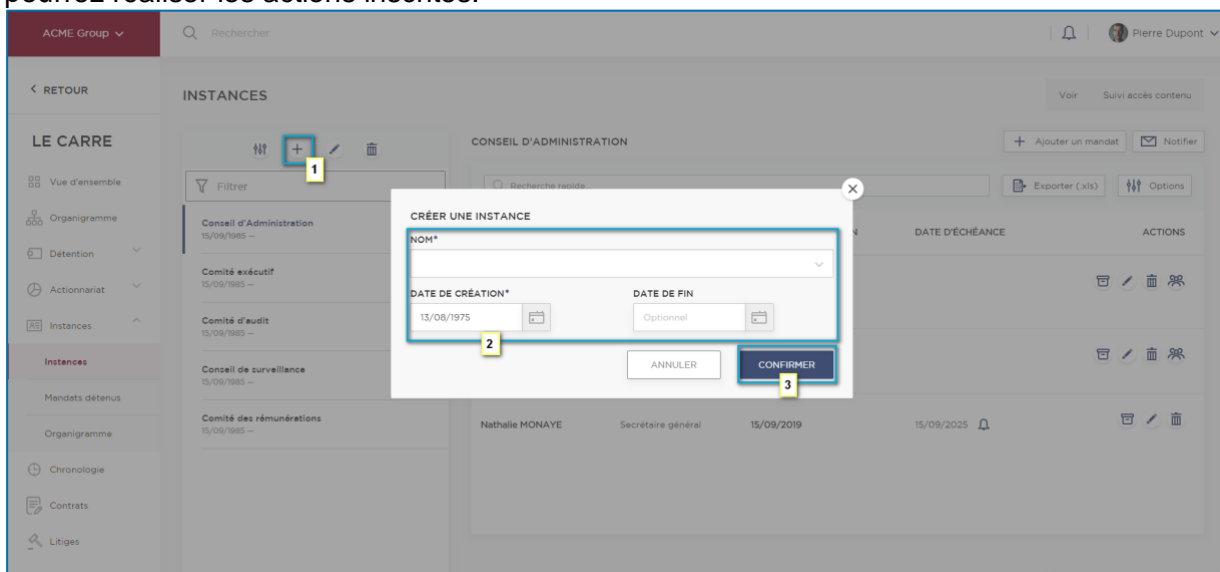 pourrez réaliser les actions inscrites.
ACME Group
Rechercher
Pierre Dupont
RETOUR
INSTANCES
Voir
Suivi accès contenu
LE CARRE
1
CONSEIL D'ADMINISTRATION
+ Ajouter un mandat
Notifier
Vue d'ensemble
Filtrer
Recherche rapide...
Exporter (.xls)
Options
Organigramme
Conseil d'Administration
15/09/1985 —
CRÉER UNE INSTANCE
NOM*
N
DATE D'ÉCHÉANCE
ACTIONS
Détention
Comité exécutif
15/09/1985 —
Actionnariat
DATE DE CRÉATION*
DATE DE FIN
13/08/1975
Optionnel
Instances
Comité d'audit
15/09/1985 —
2
Instances
Conseil de surveillance
15/09/1985 —
ANNULER
CONFIRMER
3
Mandats détenus
Comité des rémunérations
15/09/1985 —
Nathalie MONAYE
Secrétaire général
15/09/2019
15/09/2025
Organigramme
Chronologie
Contrats
Litiges